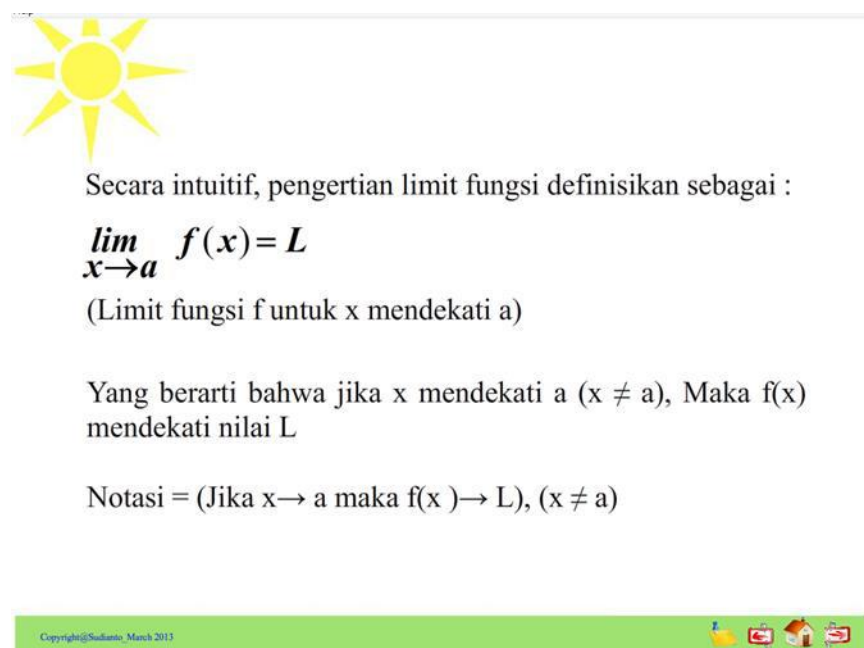 Secara intuitif, pengertian limit fungsi definisikan sebagai :
lim f(x) = L
x→a
(Limit fungsi f untuk x mendekati a)
Yang berarti bahwa jika x mendekati a (x ≠ a), Maka f(x)
mendekati nilai L
Notasi = (Jika x→ a maka f(x )→ L), (x ≠ a)
Copyright@Sudianto_March 2013